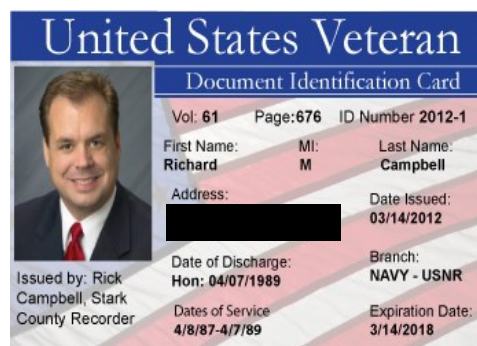 United States Veteran
Document Identification Card
Vol: 61 Page:676 ID Number 2012-1
First Name: MI: Last Name:
Richard M Campbell
Address:
Date Issued:
03/14/2012
Date of Discharge:
Hon: 04/07/1989
Branch:
NAVY - USNR
Issued by: Rick
Campbell, Stark
County Recorder
Dates of Service
4/8/87-4/7/89
Expiration Date:
3/14/2018